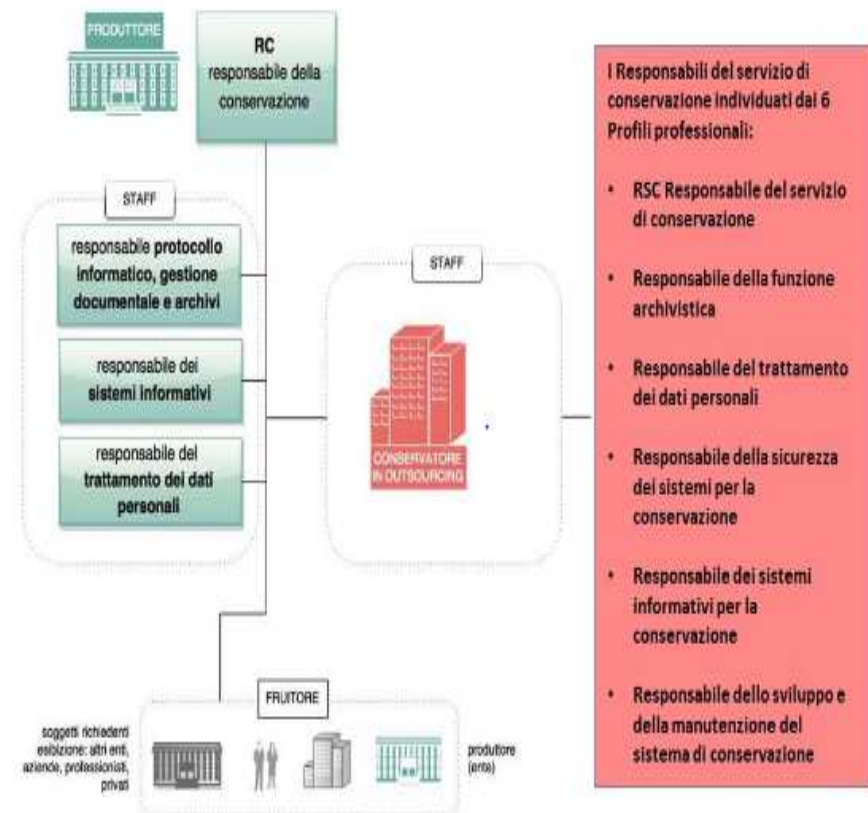 PRODUTTORE
RC
responsabile della
conservazione
STAFF
responsabile protocollo
informatico, gestione
documentale e archivi
responsabile dei
sistemi informativi
responsabile del
trattamento dei dati
personali
STAFF
CONSERVATORE
IN OUTSOURCING
I Responsabili del servizio di
conservazione individuati dai 6
Profili professionali:
• RSC Responsabile del servizio
di conservazione
• Responsabile della funzione
archivistica
• Responsabile del trattamento
dei dati personali
• Responsabile della sicurezza
dei sistemi per la
conservazione
• Responsabile dei sistemi
informativi per la
conservazione
• Responsabile dello sviluppo e
della manutenzione del
sistema di conservazione
FRUITORE
soggetti richiedenti
esibizione: altri enti,
aziende, professionisti,
privati
produttore
(ente)